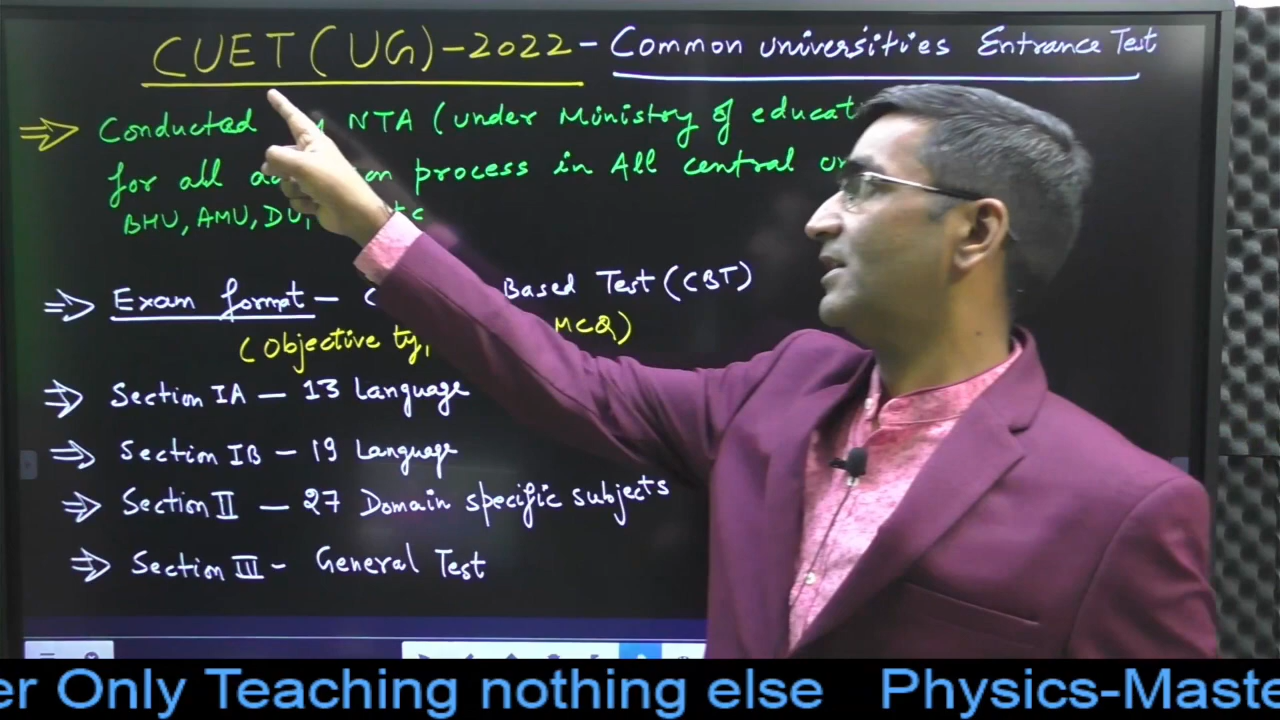 CUET (UG) - 2022 - Common universities Entrance Test
⇒ Conducted NTA (under Ministry of
for all process in All central
BHU, AMU, DU,
⇒ Exam format - Based Test (CBT)
(Objective MCQ)
⇒ Section IA - 13 Language
⇒ Section IB - 19 Language
⇒ Section II - 27 Domain specific subjects
⇒ Section III - General Test
Only Teaching nothing else Physics-Maste